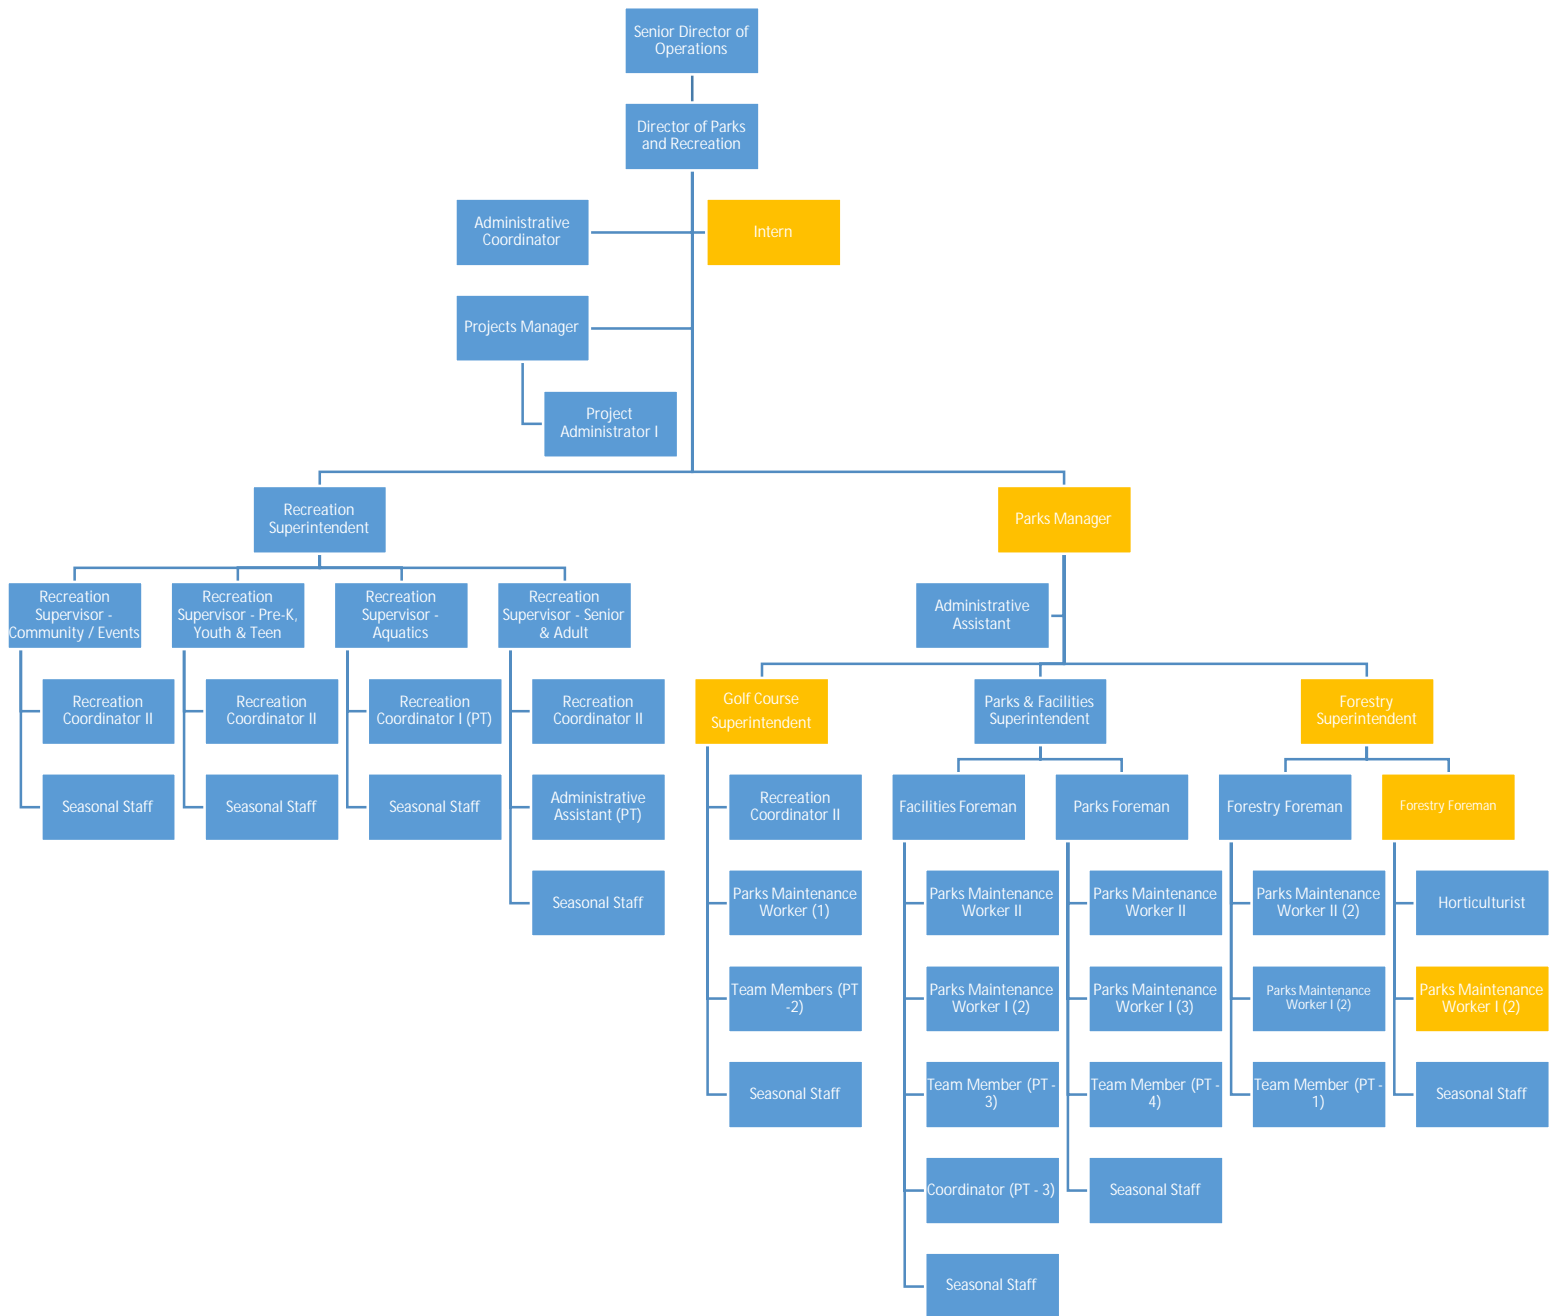 Senior Director of
Operations
Director of Parks
and Recreation
Administrative
Coordinator
Intern
Projects Manager
Project
Administrator I
Recreation
Superintendent
Parks Manager
Recreation
Supervisor -
Community / Events
Recreation
Supervisor - Pre-K,
Youth & Teen
Recreation
Supervisor -
Aquatics
Recreation
Supervisor - Senior
& Adult
Administrative
Assistant
Recreation
Coordinator II
Recreation
Coordinator II
Recreation
Coordinator I (PT)
Recreation
Coordinator II
Golf Course
Superintendent
Parks & Facilities
Superintendent
Forestry
Superintendent
Seasonal Staff
Seasonal Staff
Seasonal Staff
Administrative
Assistant (PT)
Recreation
Coordinator II
Facilities Foreman
Parks Foreman
Forestry Foreman
Forestry Foreman
Seasonal Staff
Parks Maintenance
Worker (1)
Parks Maintenance
Worker II
Parks Maintenance
Worker II
Parks Maintenance
Worker II (2)
Horticulturist
Team Members (PT
-2)
Parks Maintenance
Worker I (2)
Parks Maintenance
Worker I (3)
Parks Maintenance
Worker I (2)
Parks Maintenance
Worker I (2)
Seasonal Staff
Team Member (PT -
3)
Team Member (PT -
4)
Team Member (PT -
1)
Seasonal Staff
Coordinator (PT - 3)
Seasonal Staff
Seasonal Staff